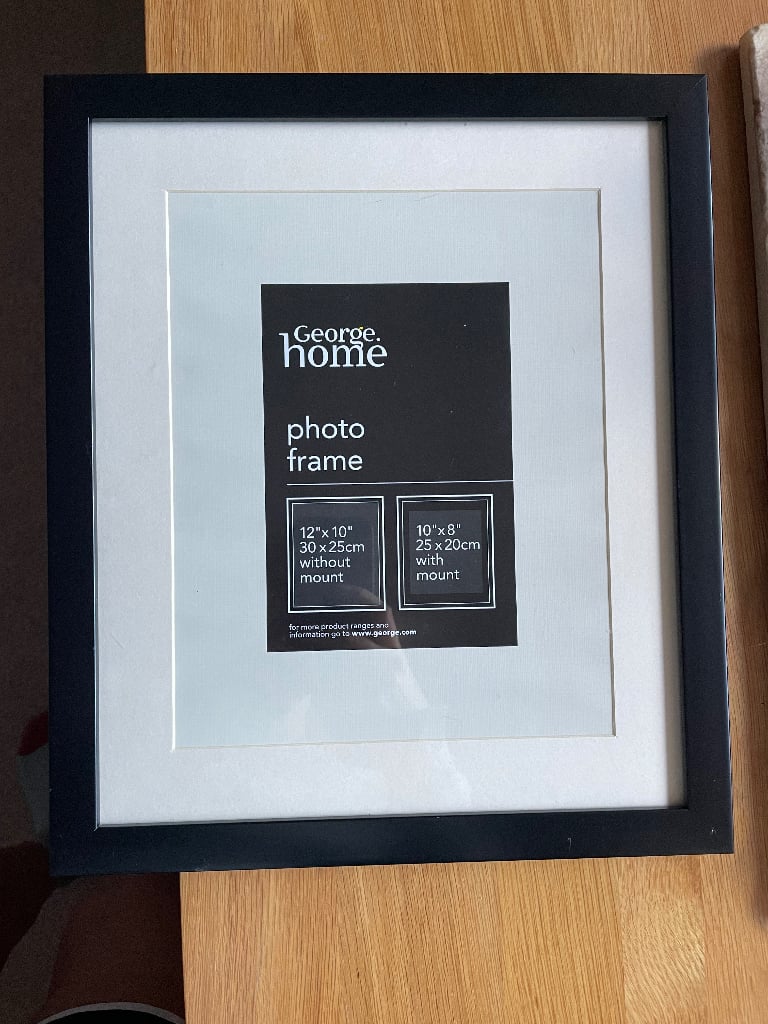 George.
home
photo
frame
12"x 10"
30 x 25cm
without
mount
10"x 8"
25 x 20cm
with
mount
for more product ranges and
information go to www.george.com